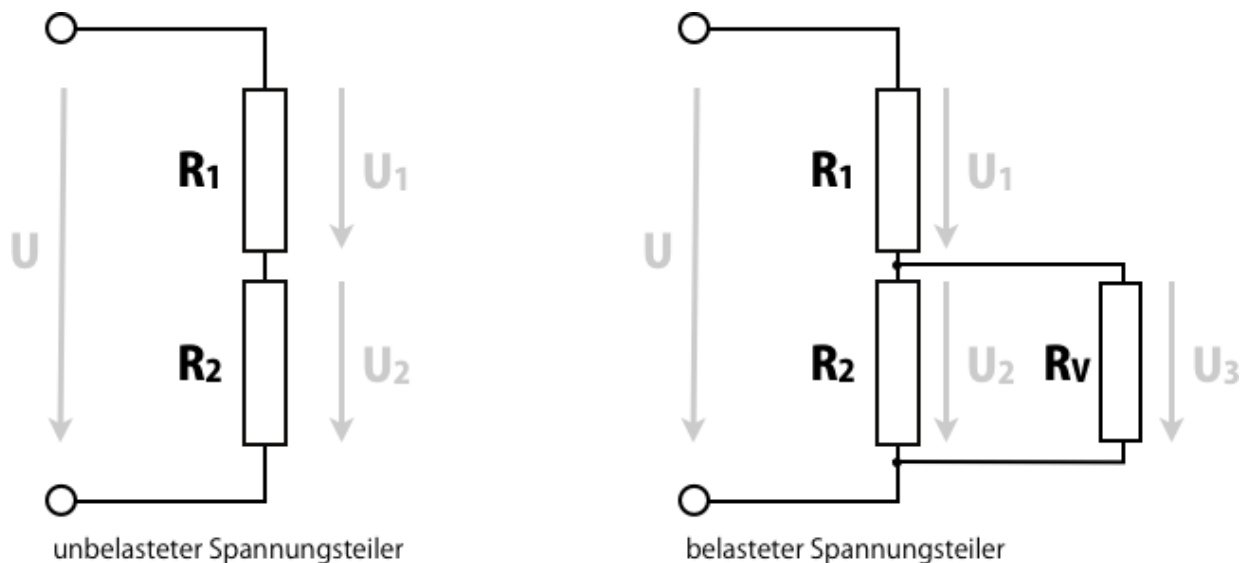 R1
U1
U
R2
U2
unbelasteter Spannungsteiler
R1
U1
U
R2
U2
RV
U3
belasteter Spannungsteiler